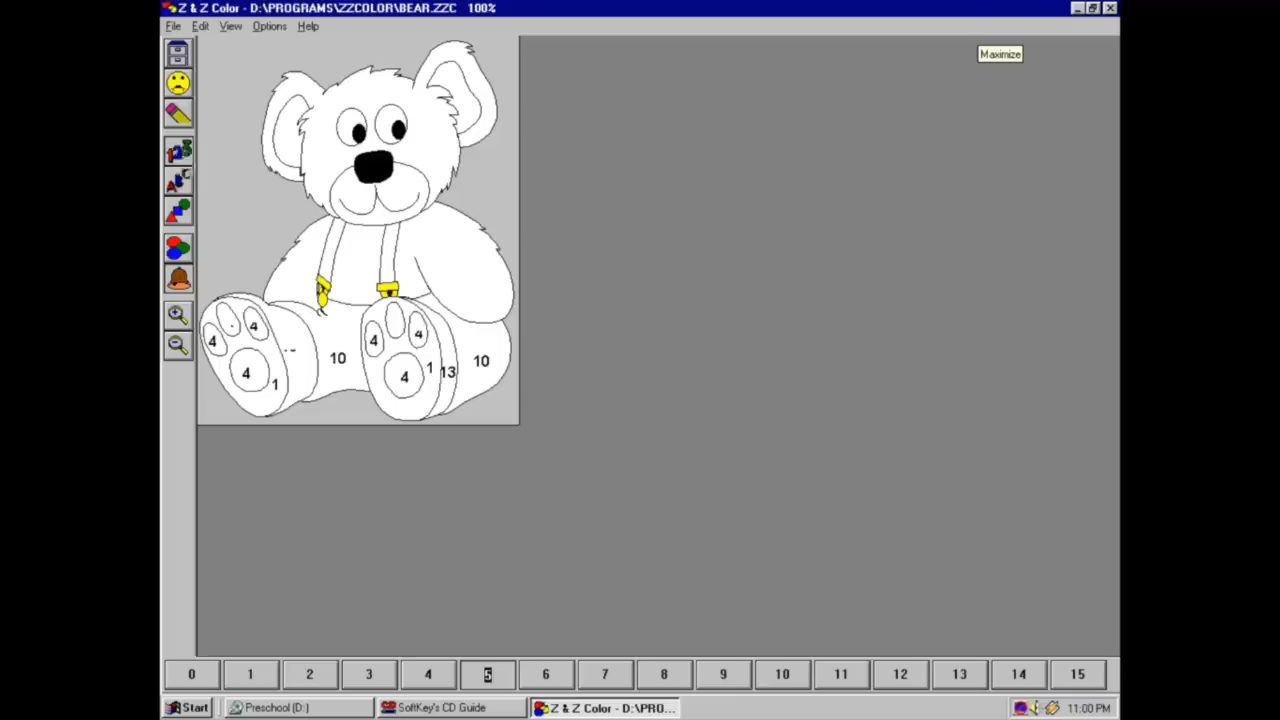 Z & Z Color - D:\PROGRAMS\ZZCOLOR\BEAR.ZZC 100%
File Edit View Options Help
Maximize
4 4 4 4
10 10
4 1 4 1 13
0 1 2 3 4 5 6 7 8 9 10 11 12 13 14 15
Start Preschool (D:) SoftKey's CD Guide Z & Z Color - D:\PRO... 11:00 PM